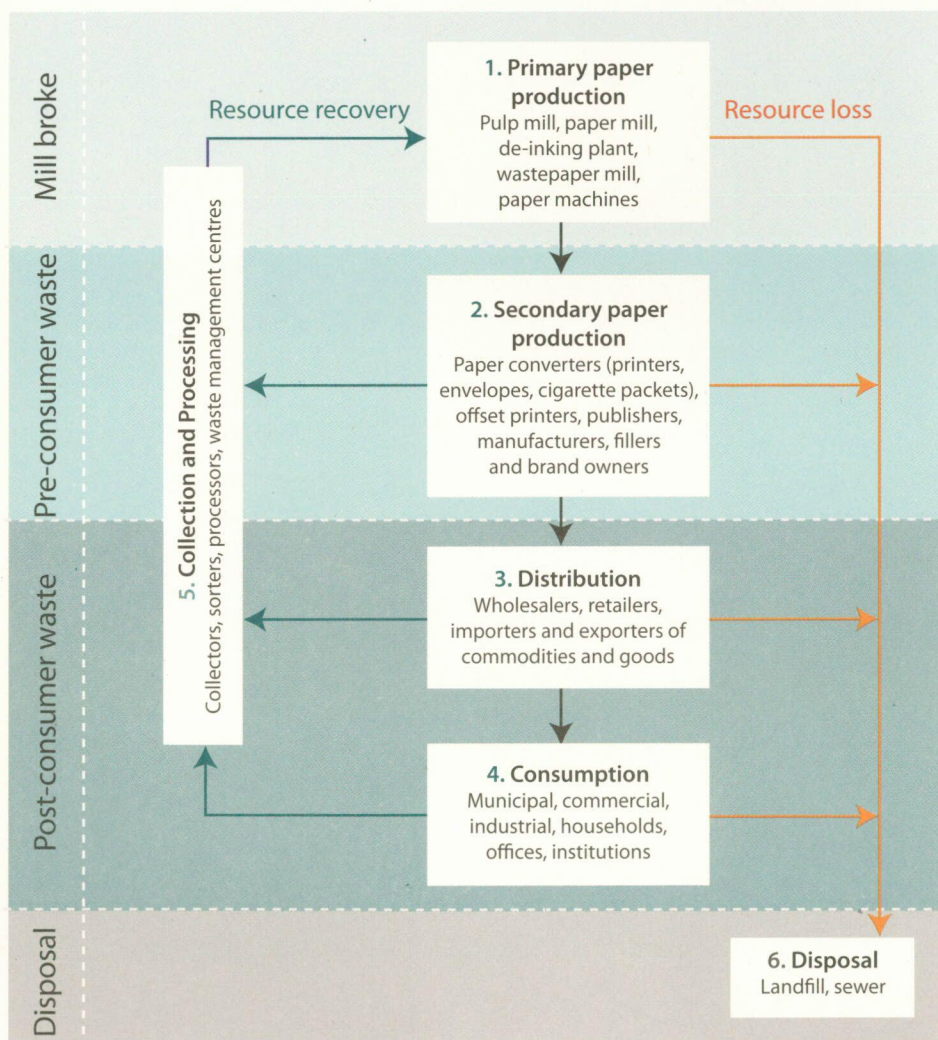 Mill broke
Pre-consumer waste
Post-consumer waste
Disposal
Resource recovery
5. Collection and Processing
Collectors, sorters, processors, waste management centres
1. Primary paper
production
Pulp mill, paper mill,
de-inking plant,
wastepaper mill,
paper machines
Resource loss
2. Secondary paper
production
Paper converters (printers,
envelopes, cigarette packets),
offset printers, publishers,
manufacturers, fillers
and brand owners
3. Distribution
Wholesalers, retailers,
importers and exporters of
commodities and goods
4. Consumption
Municipal, commercial,
industrial, households,
offices, institutions
6. Disposal
Landfill, sewer